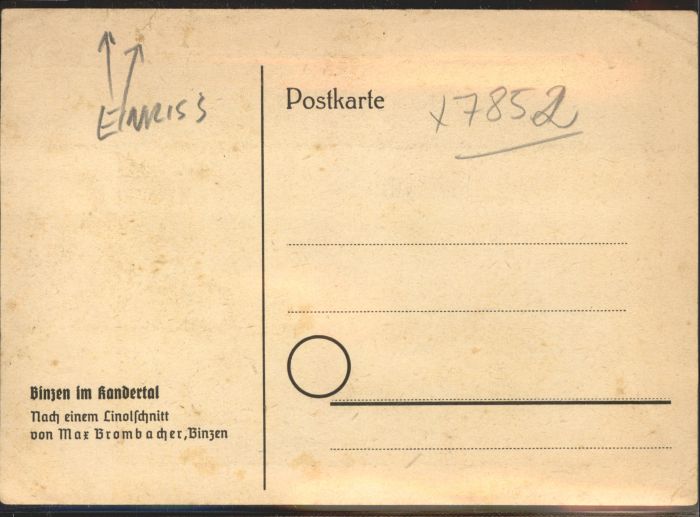 EINRISS
Postkarte
x7852
Binzen im Kandertal
Nach einem Linolſchnitt
von Max Brombacher, Binzen